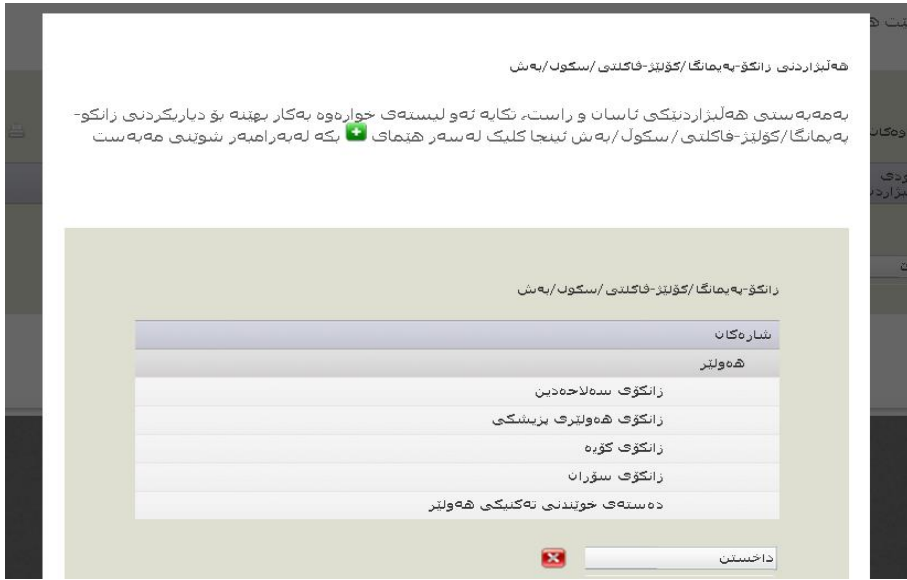 هەڵبژاردنی زانکۆ-پەیمانگا/کۆلێژ-فاکلتی/سکوڵ/بەش
بەمەبەستی هەڵبژاردنێکی ئاسان و راست، تکایە ئەو لیستەی خوارەوە بەکار بهێنە بۆ دیاریکردنی زانکو-
پەیمانگا/کۆلێژ-فاکلتی/سکوڵ/بەش ئینجا کلیک لەسەر هێمای بکە لەبەرامبەر شوێنی مەبەست
زانکۆ-پەیمانگا/کۆلێژ-فاکلتی/سکوڵ/بەش
شارەکان
هەولێر
زانکۆی سەلاحەدین
زانکۆی هەولێری پزیشکی
زانکۆی کۆیە
زانکۆی سۆران
دەستەی خوێندنی تەکنیکی هەولێر
داخستن